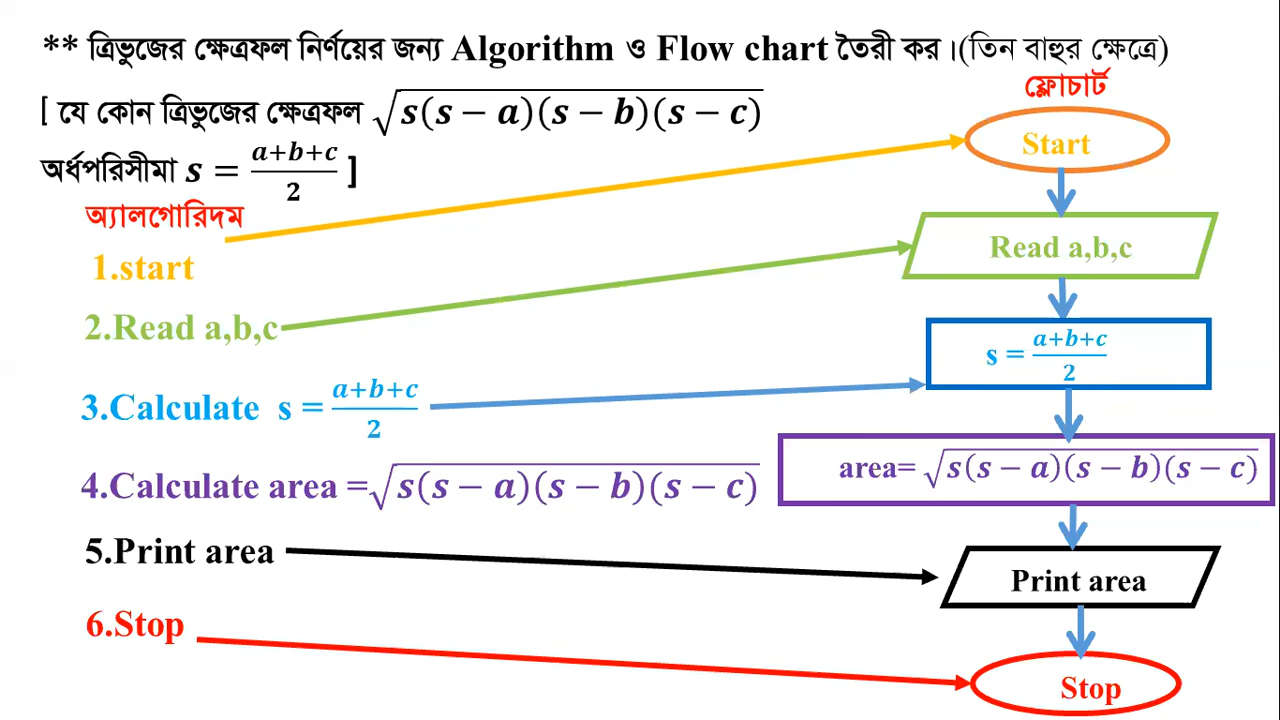 ** ত্রিভুজের ক্ষেত্রফল নির্ণয়ের জন্য Algorithm ও Flow chart তৈরী কর।(তিন বাহুর ক্ষেত্রে)
[ যে কোন ত্রিভুজের ক্ষেত্রফল √s(s − a)(s − b)(s − c)
অর্ধপরিসীমা s = a+b+c/2 ]
অ্যালগোরিদম
1.start
2.Read a,b,c
3.Calculate s = a+b+c/2
4.Calculate area =√s(s − a)(s − b)(s − c)
5.Print area
6.Stop
ফ্লোচার্ট
Start
Read a,b,c
s = a+b+c/2
area= √s(s − a)(s − b)(s − c)
Print area
Stop